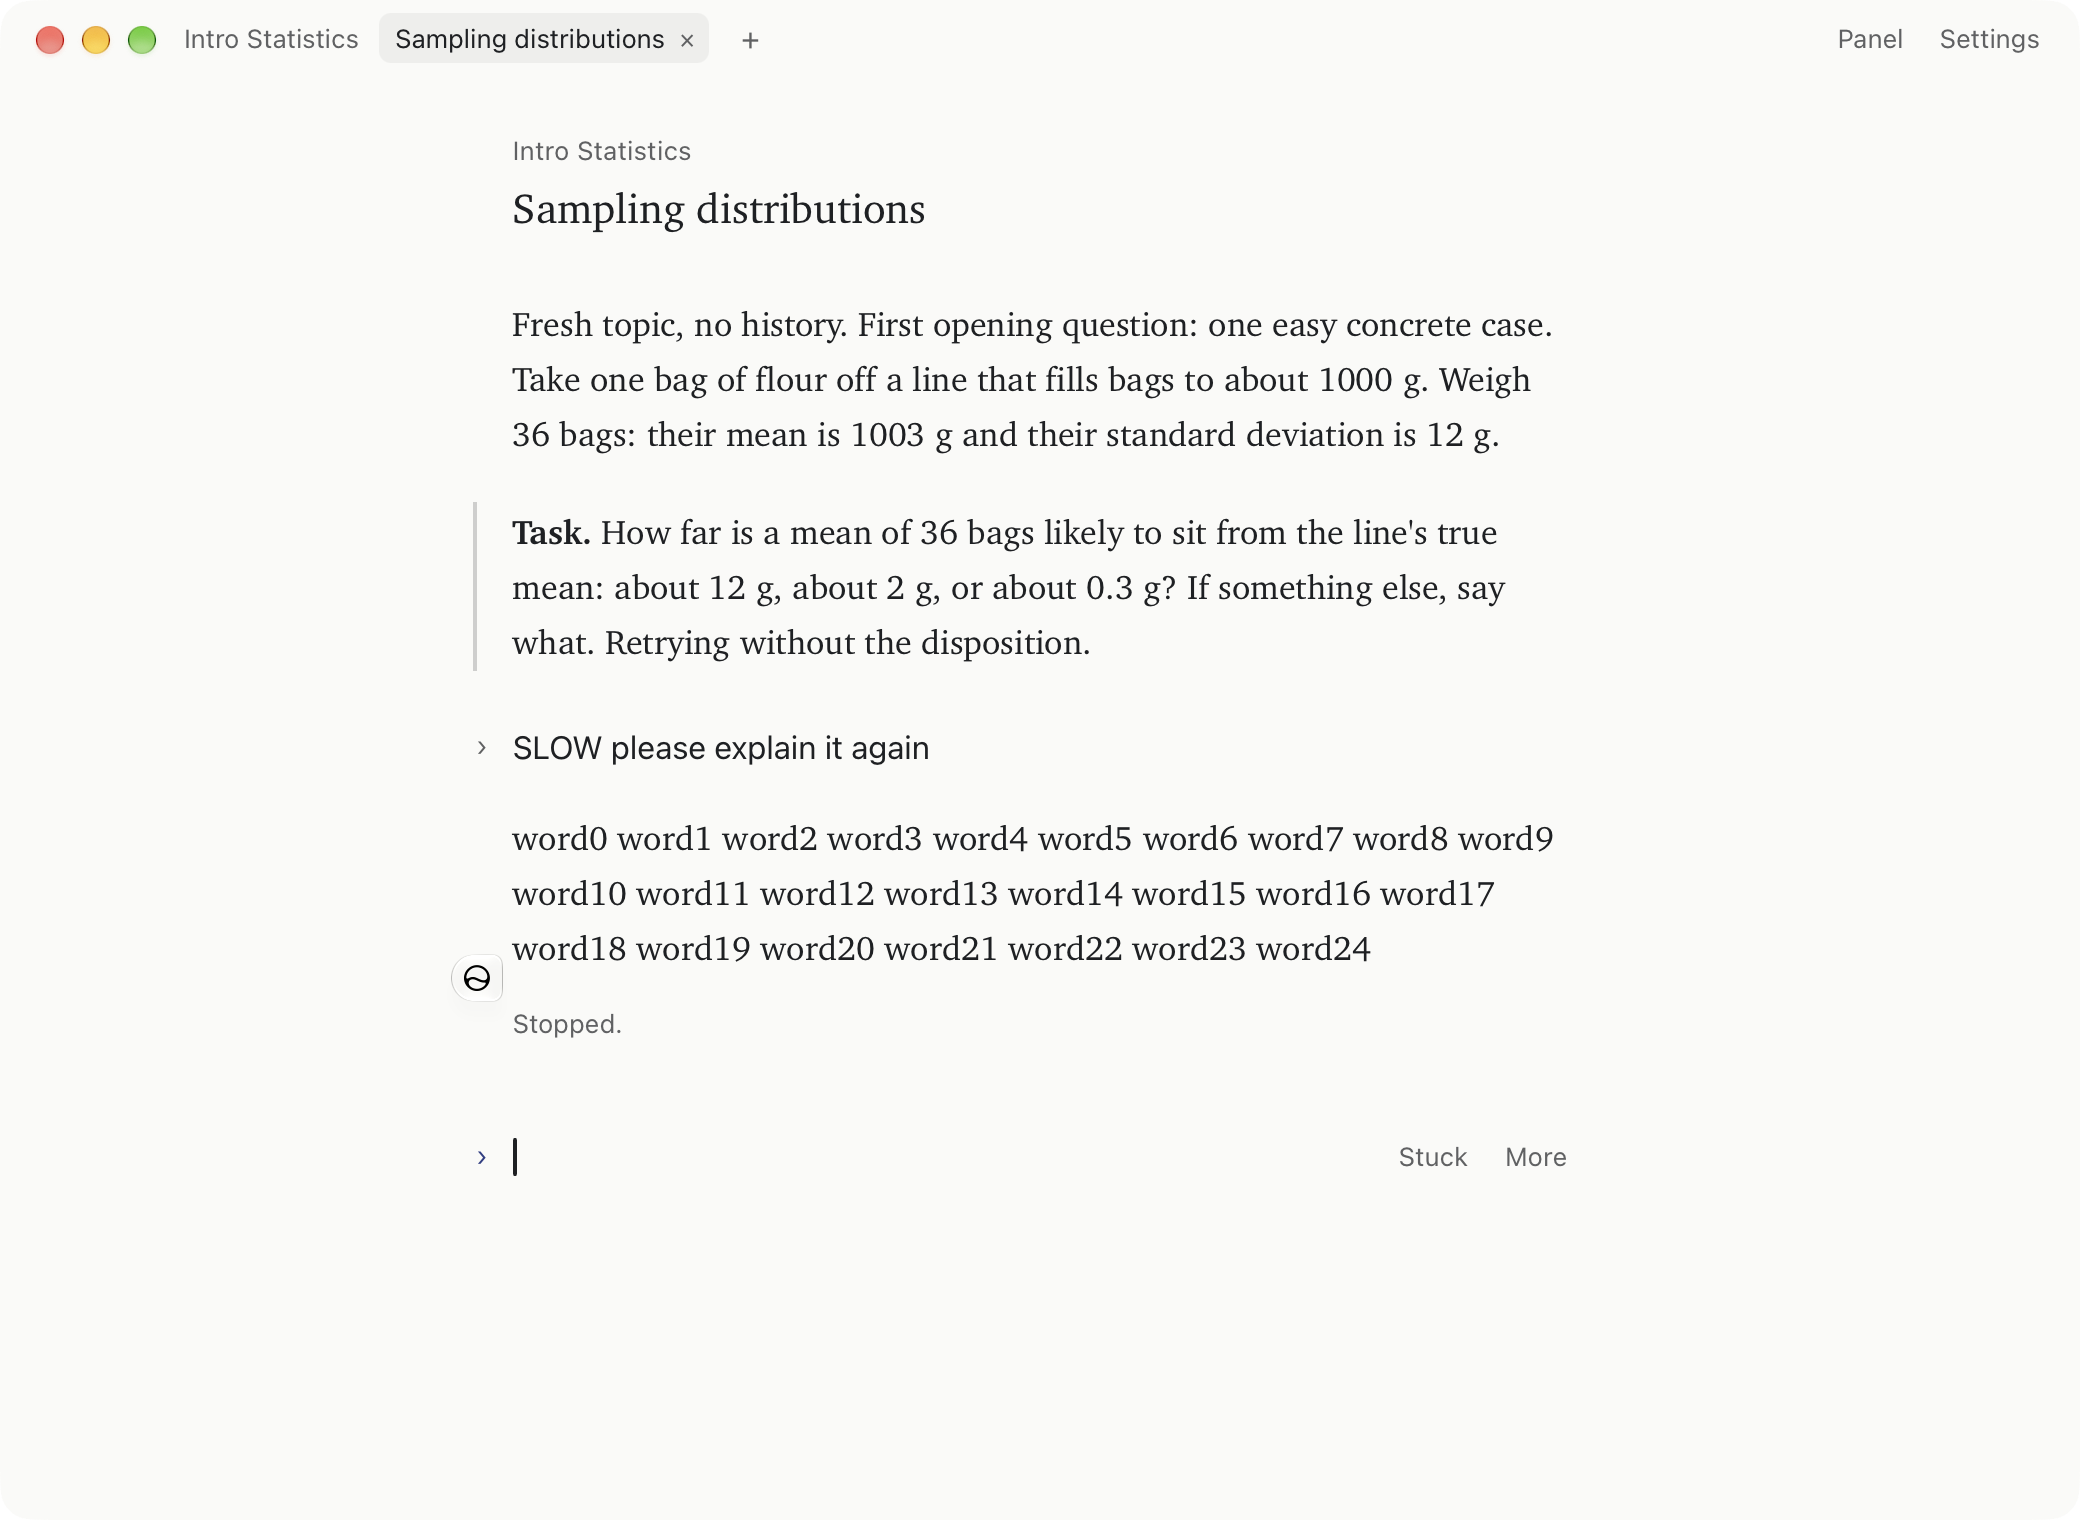 Intro Statistics
Sampling distributions ×
+
Panel
Settings
Intro Statistics
Sampling distributions
Fresh topic, no history. First opening question: one easy concrete case.
Take one bag of flour off a line that fills bags to about 1000 g. Weigh
36 bags: their mean is 1003 g and their standard deviation is 12 g.
Task. How far is a mean of 36 bags likely to sit from the line's true
mean: about 12 g, about 2 g, or about 0.3 g? If something else, say
what. Retrying without the disposition.
› SLOW please explain it again
word0 word1 word2 word3 word4 word5 word6 word7 word8 word9
word10 word11 word12 word13 word14 word15 word16 word17
word18 word19 word20 word21 word22 word23 word24
Stopped.
›
Stuck
More